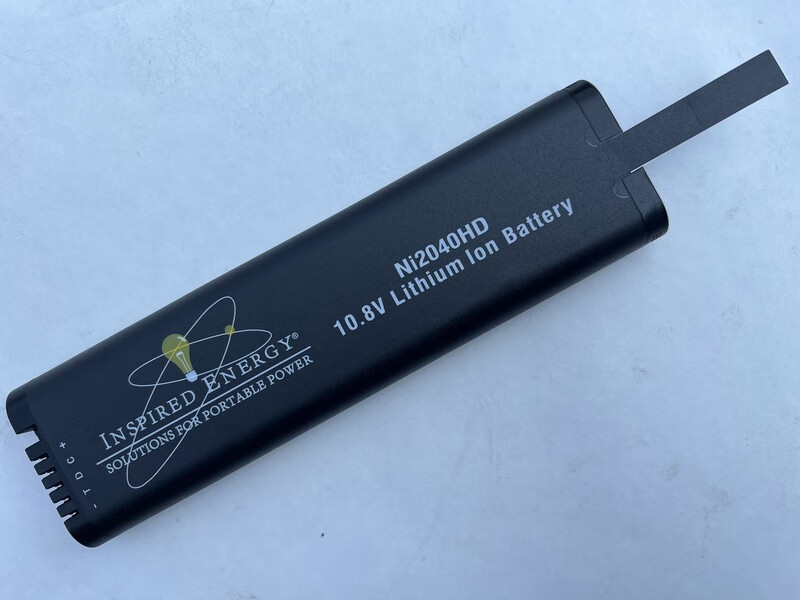 Ni2040HD
10.8V Lithium Ion Battery
INSPIRED ENERGY®
SOLUTIONS FOR PORTABLE POWER
- T D C +